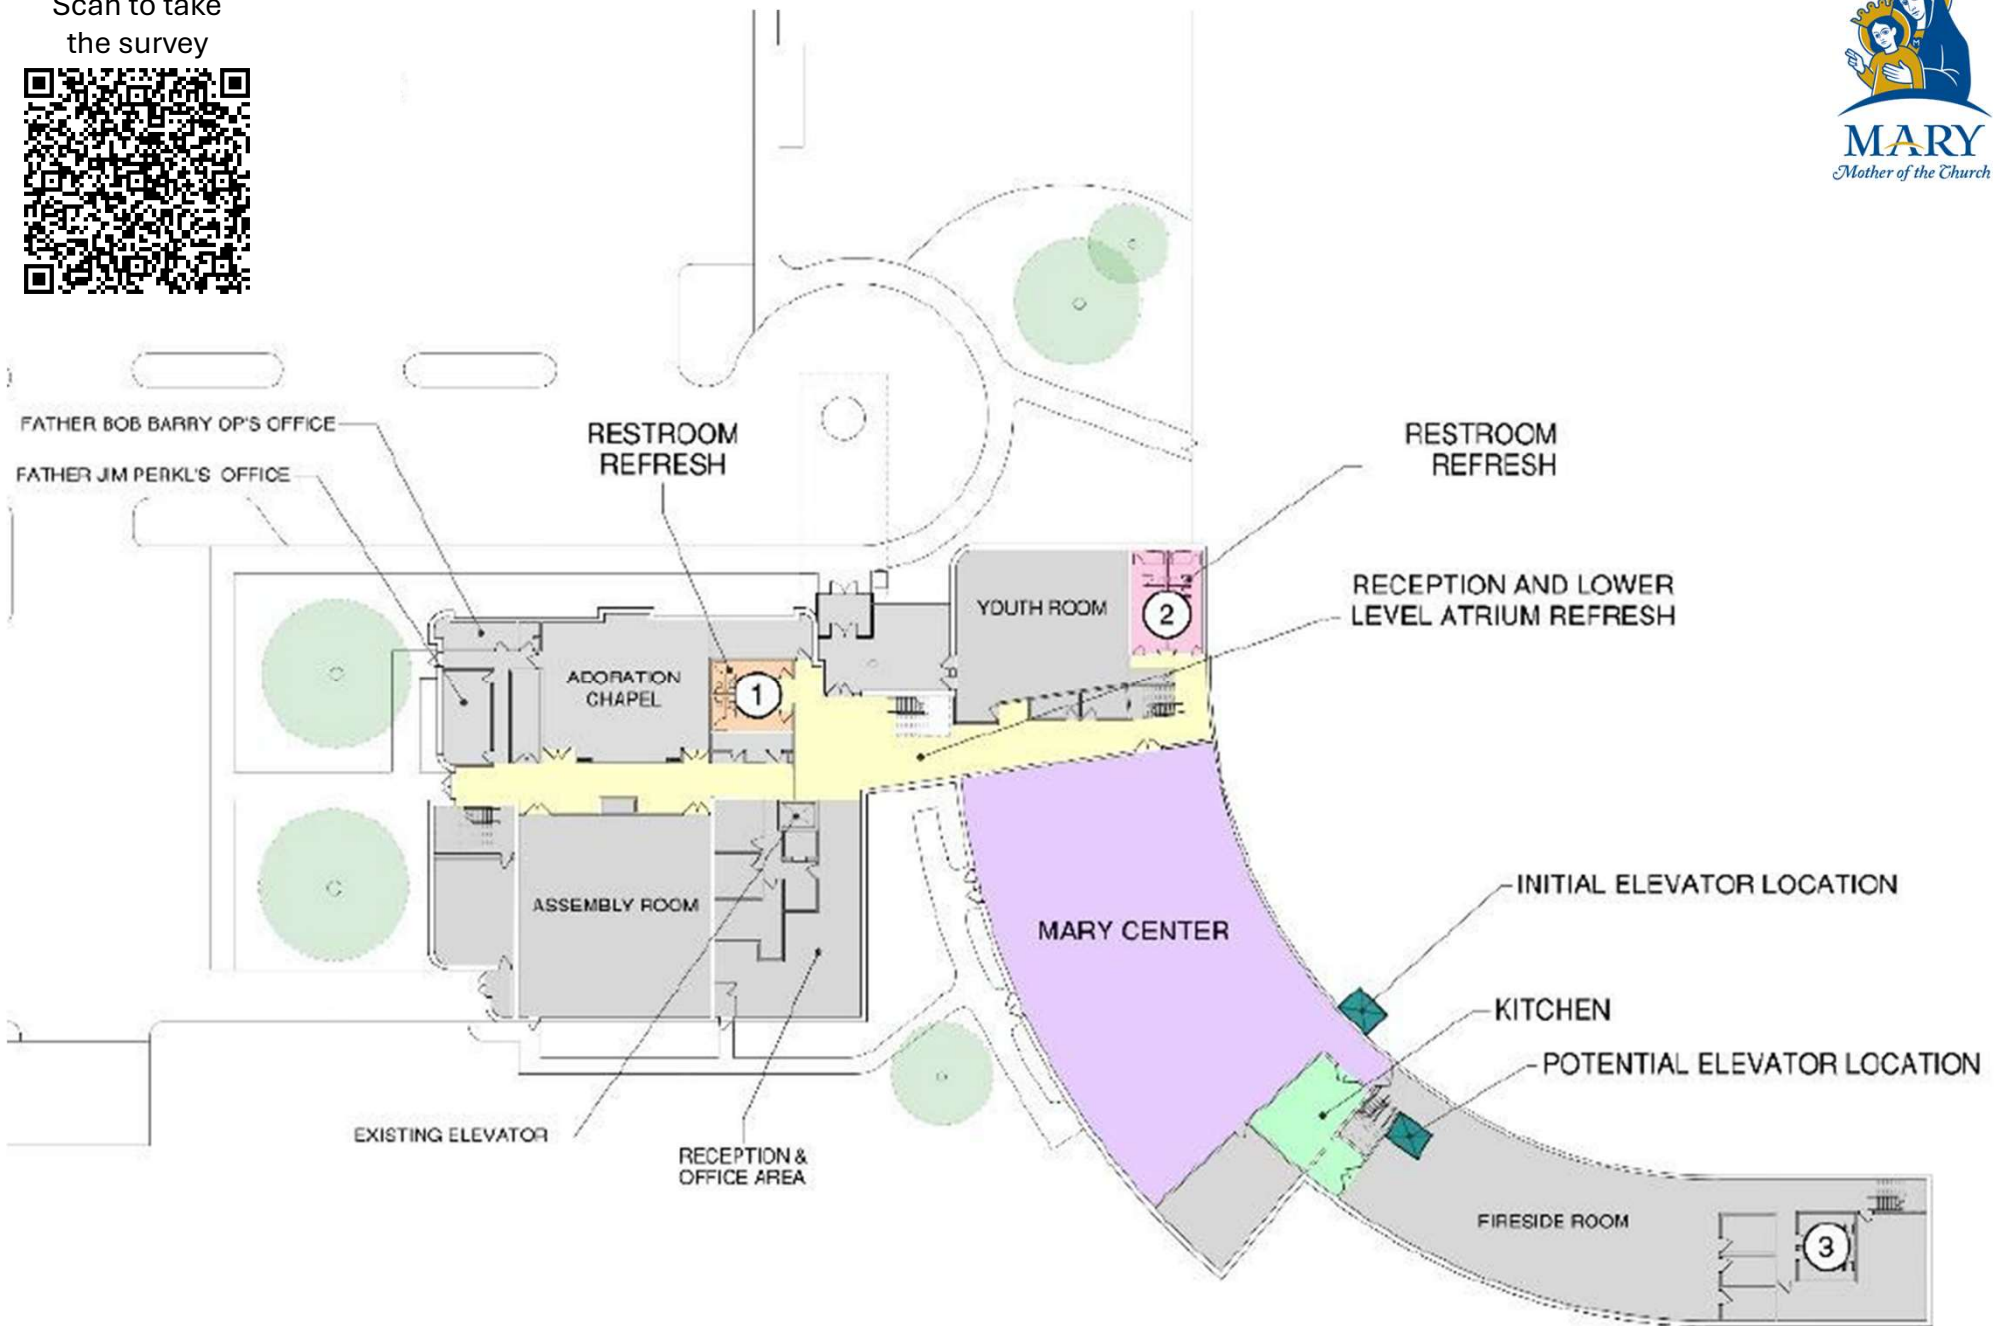 Scan to take
the survey
MARY
Mother of the Church
FATHER BOB BARRY OP'S OFFICE
FATHER JIM PERKL'S OFFICE
RESTROOM
REFRESH
RESTROOM
REFRESH
RECEPTION AND LOWER
LEVEL ATRIUM REFRESH
YOUTH ROOM
2
ADORATION
CHAPEL
1
ASSEMBLY ROOM
MARY CENTER
INITIAL ELEVATOR LOCATION
KITCHEN
POTENTIAL ELEVATOR LOCATION
EXISTING ELEVATOR
RECEPTION &
OFFICE AREA
FIRESIDE ROOM
3